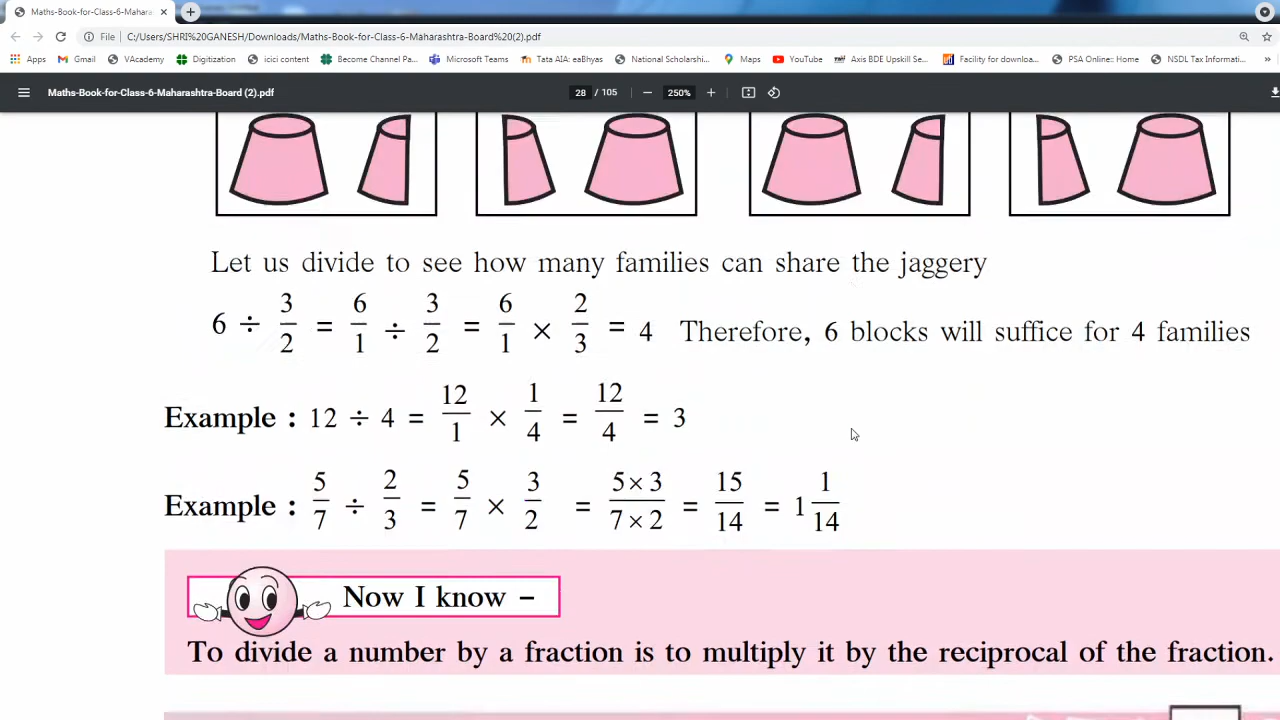 Maths-Book-for-Class-6-Mahara
File C:/Users/SHRI%20GANESH/Downloads/Maths-Book-for-Class-6-Maharashtra-Board%20(2).pdf
Apps Gmail VAcademy Digitization icici content Become Channel Pa... Microsoft Teams Tata AIA: eaBhyas National Scholarshi... Maps YouTube Axis BDE Upskill Se... Facility for downloa... PSA Online: Home NSDL Tax Informati... »
Maths-Book-for-Class-6-Maharashtra-Board (2).pdf 28 / 105 250%
Let us divide to see how many families can share the jaggery
6 ÷ 3/2 = 6/1 ÷ 3/2 = 6/1 × 2/3 = 4 Therefore, 6 blocks will suffice for 4 families
Example : 12 ÷ 4 = 12/1 × 1/4 = 12/4 = 3
Example : 5/7 ÷ 2/3 = 5/7 × 3/2 = 5×3/7×2 = 15/14 = 1 1/14
Now I know –
To divide a number by a fraction is to multiply it by the reciprocal of the fraction.